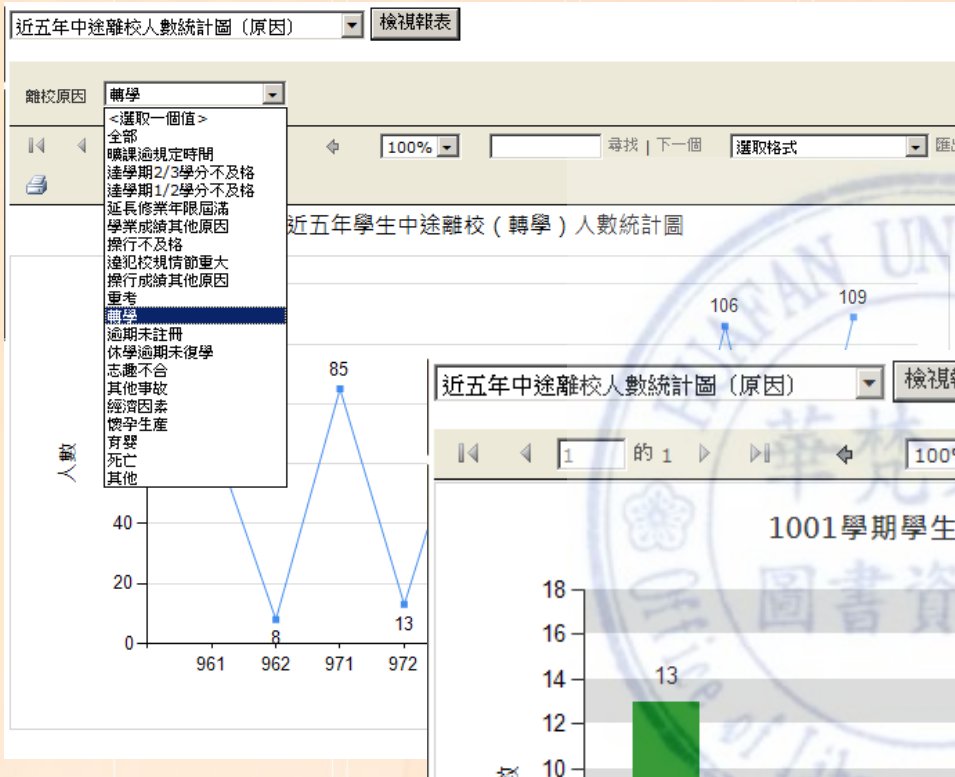 近五年中途離校人數統計圖（原因）
檢視報表
離校原因
轉學
<選取一個值>
全部
曠課逾規定時間
達學期2/3學分不及格
達學期1/2學分不及格
延長修業年限屆滿
學業成績其他原因
操行不及格
違犯校規情節重大
操行成績其他原因
重考
轉學
逾期未註冊
休學逾期未復學
志趣不合
其他事故
經濟因素
懷孕生產
育嬰
死亡
其他
100%
尋找 | 下一個
選取格式
匯出
近五年學生中途離校（轉學）人數統計圖
106
109
85
人數
40
20
0
8
13
961
962
971
972
近五年中途離校人數統計圖（原因）
檢視報
1
的 1
100%
1001學期學生
18
16
14
12
10
13
數
HUAFAN UN
華梵
圖書資
Office of Li